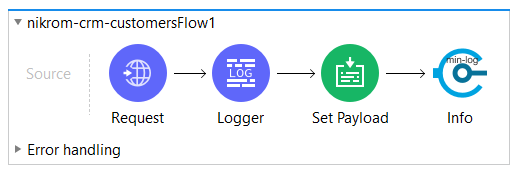 nikrom-crm-customersFlow1
Source
LOG
min-log
Request
Logger
Set Payload
Info
Error handling